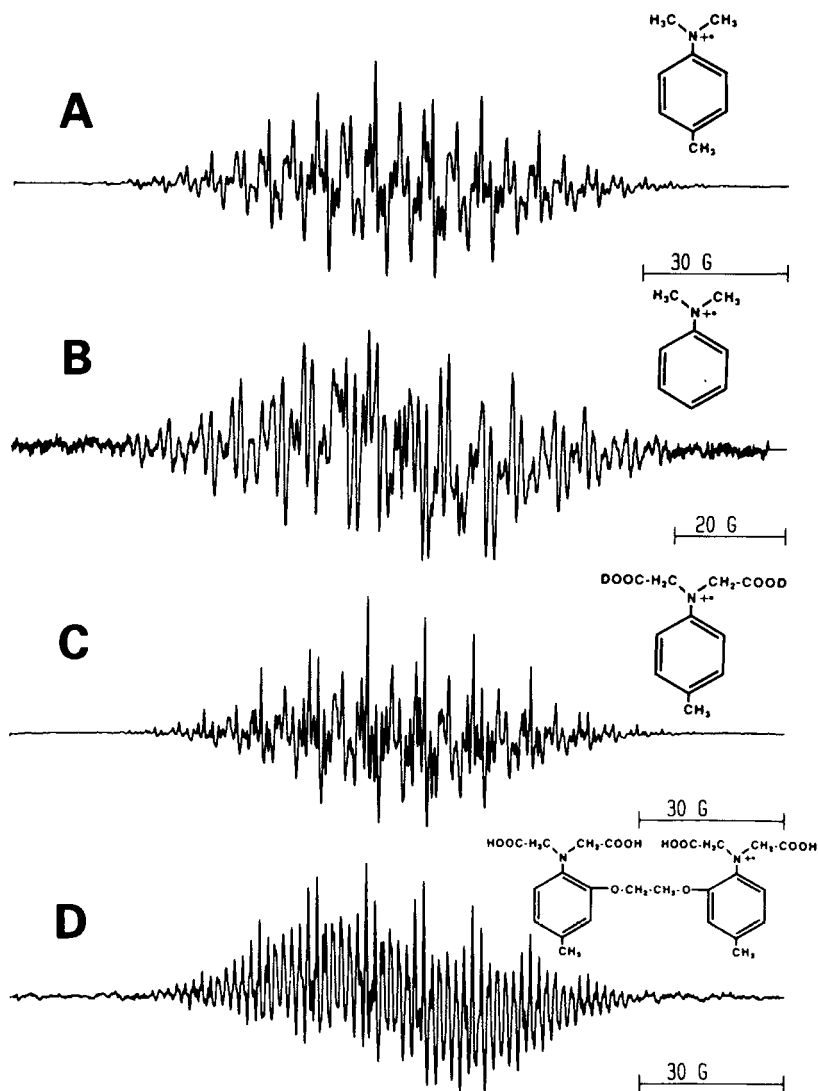 H₃C CH₃
N+•
A
CH₃
30 G
H₃C CH₃
N+•
B
20 G
DOOC-H₂C CH₂-COOD
N+•
C
CH₃
30 G
HOOC-H₂C CH₂-COOH HOOC-H₂C CH₂-COOH
N N+•
O-CH₂-CH₂-O
D
CH₃ CH₃
30 G